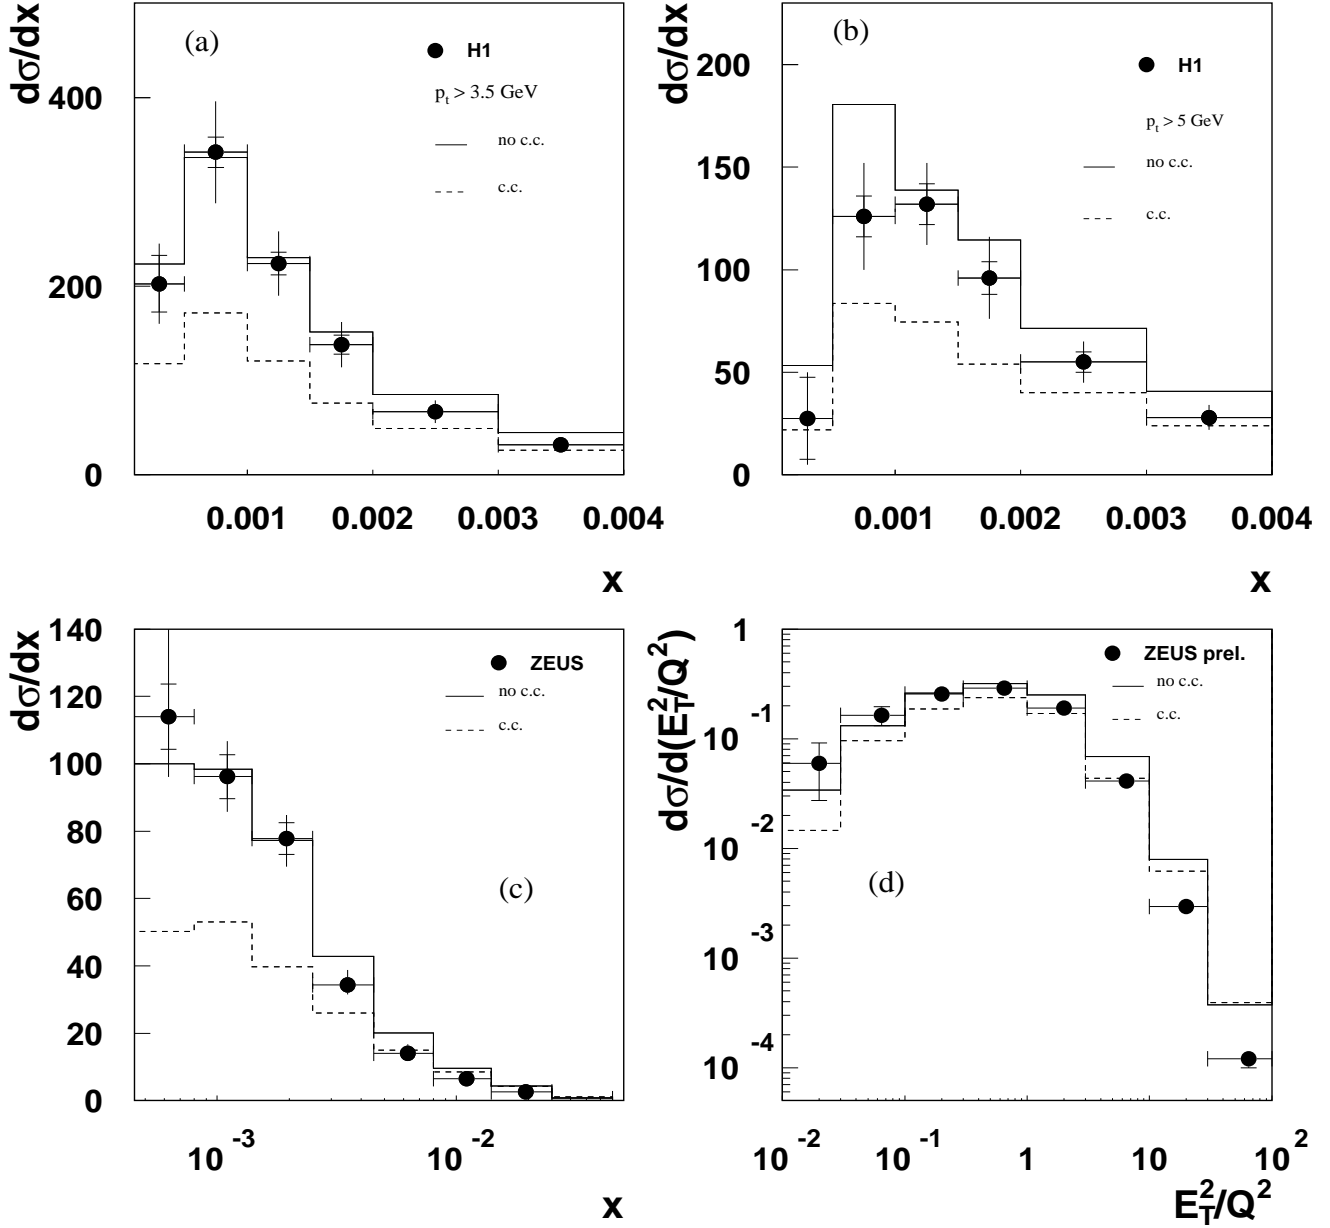 dσ/dx
(a)
H1
p_t > 3.5 GeV
no c.c.
c.c.
400
200
0
0.001 0.002 0.003 0.004
x
dσ/dx
(b)
H1
p_t > 5 GeV
no c.c.
c.c.
200
150
100
50
0
0.001 0.002 0.003 0.004
x
dσ/dx
ZEUS
no c.c.
c.c.
(c)
140
120
100
80
60
40
20
0
10^-3 10^-2
x
dσ/d(E_T^2/Q^2)
ZEUS prel.
no c.c.
c.c.
(d)
1
10^-1
10^-2
10^-3
10^-4
10^-2 10^-1 1 10 10^2
E_T^2/Q^2